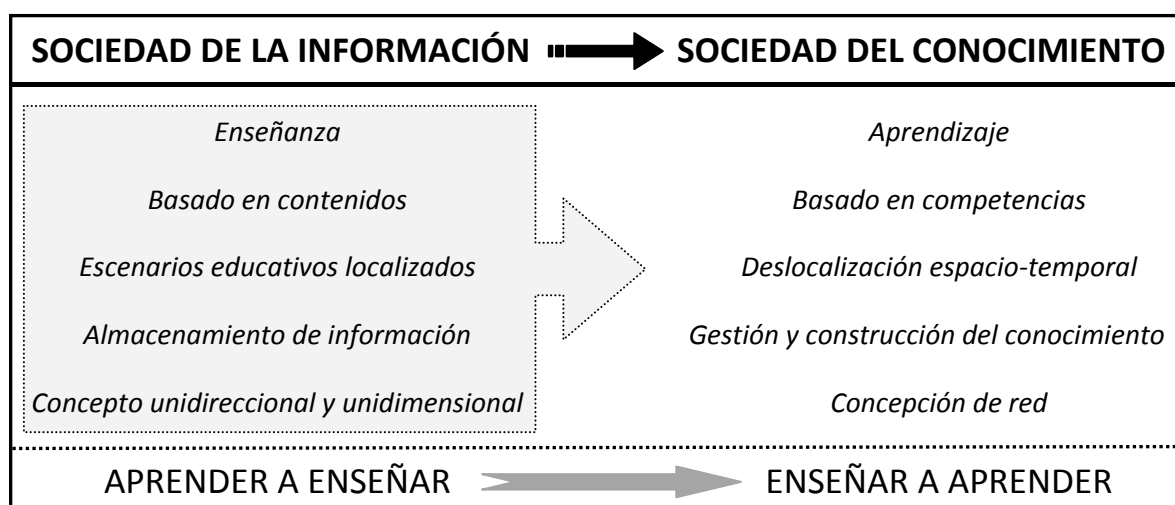 SOCIEDAD DE LA INFORMACIÓN SOCIEDAD DEL CONOCIMIENTO
Enseñanza Aprendizaje
Basado en contenidos Basado en competencias
Escenarios educativos localizados Deslocalización espacio-temporal
Almacenamiento de información Gestión y construcción del conocimiento
Concepto unidireccional y unidimensional Concepción de red
APRENDER A ENSEÑAR ENSEÑAR A APRENDER